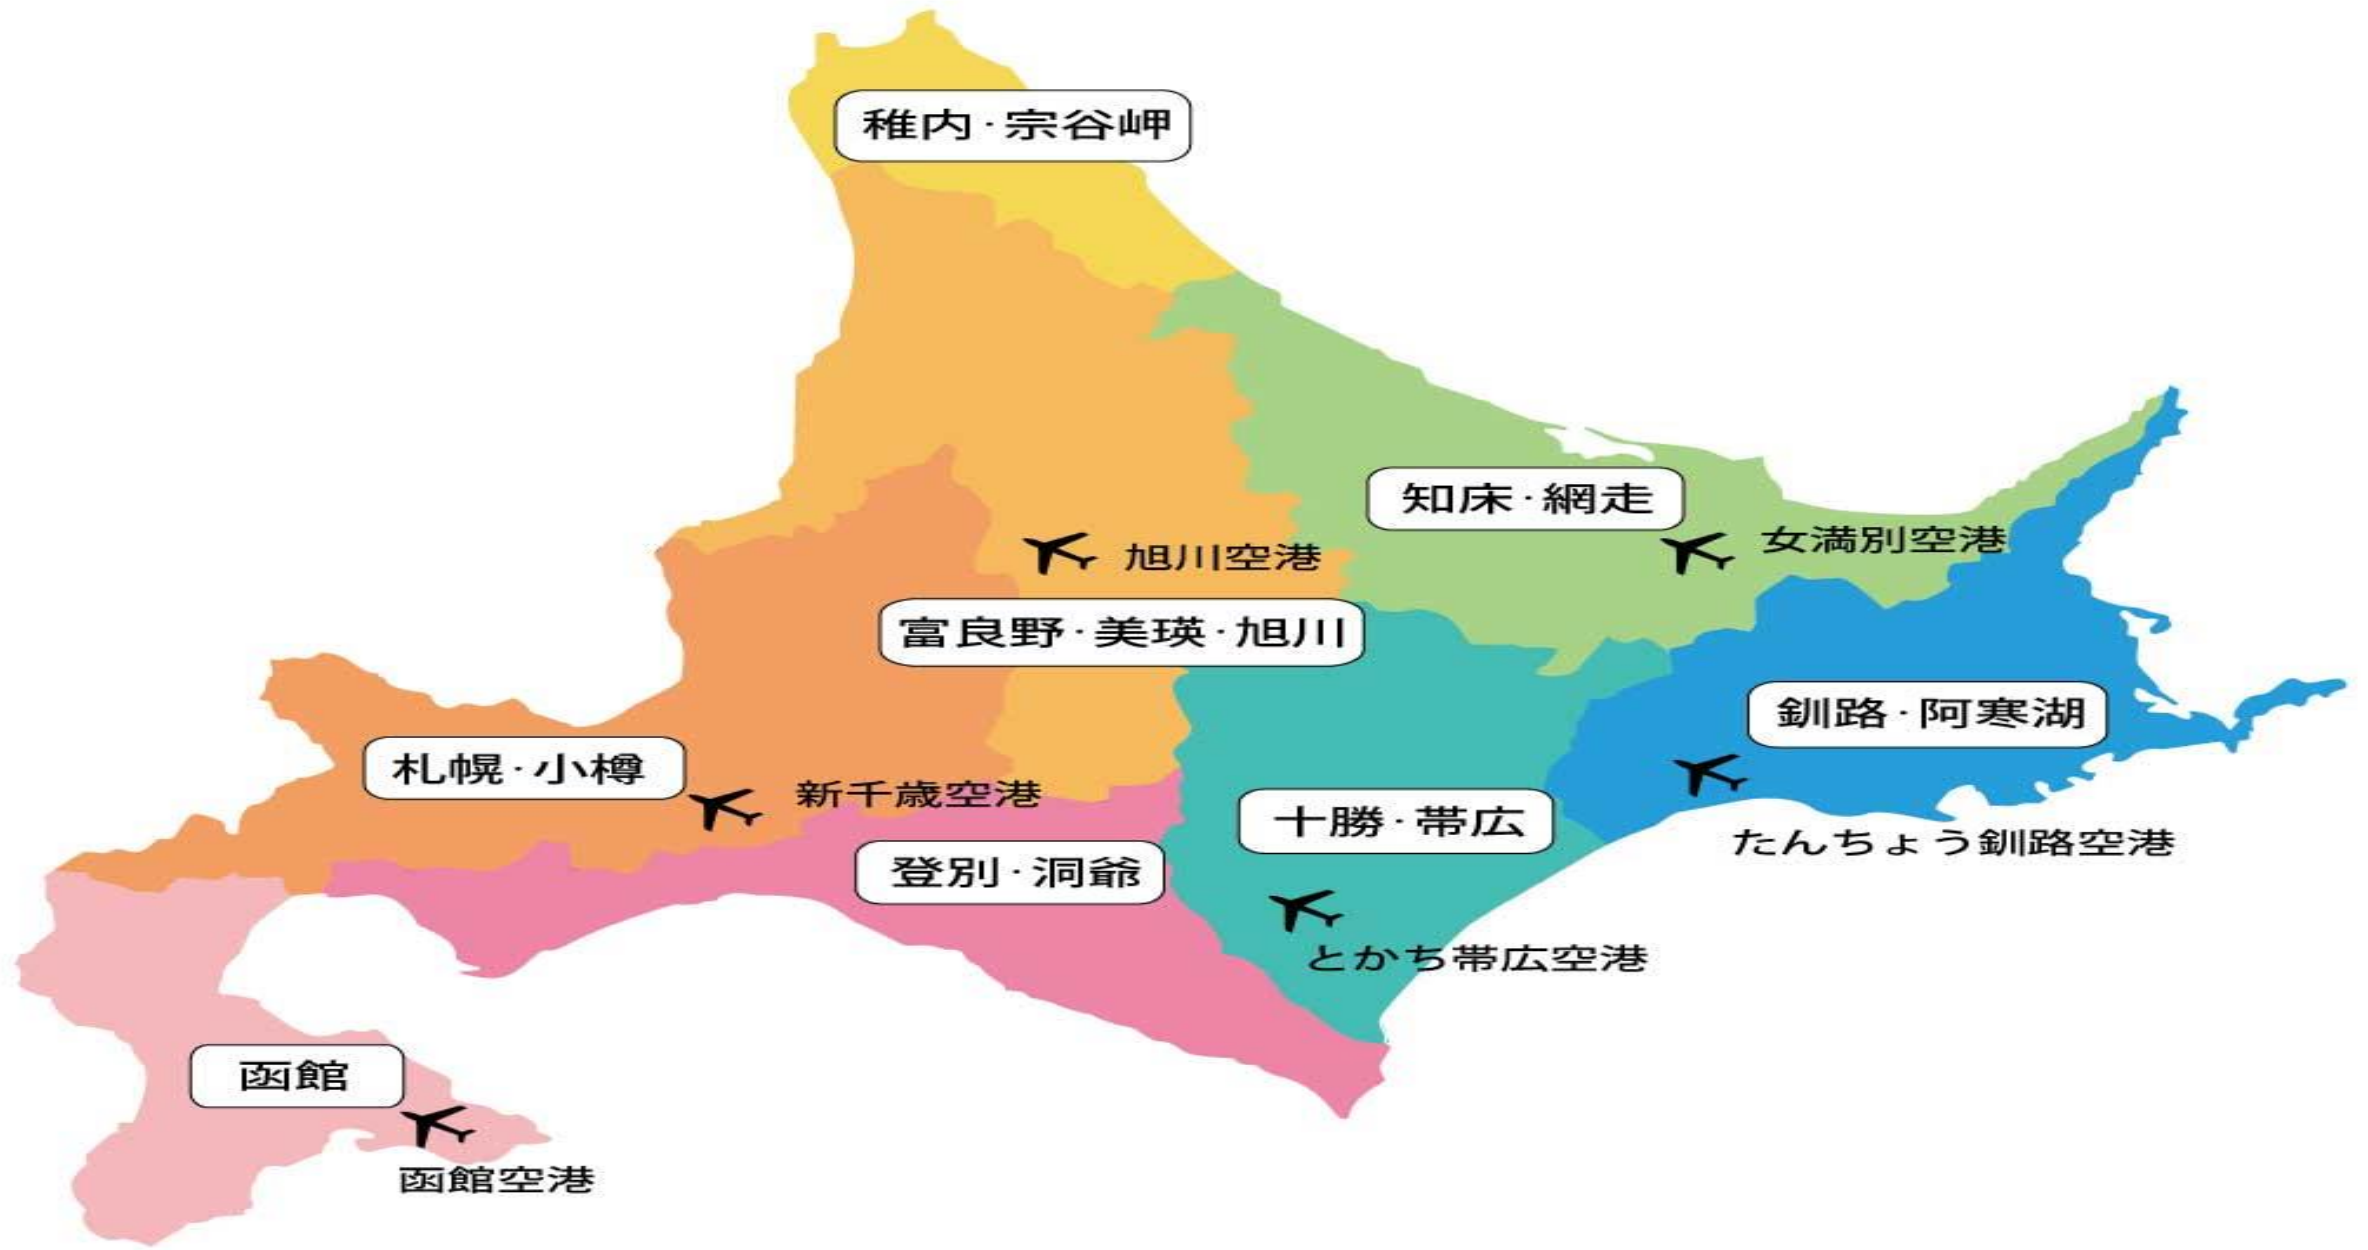 稚内·宗谷岬
知床·網走
女満別空港
旭川空港
富良野·美瑛·旭川
釧路·阿寒湖
札幌·小樽
新千歳空港
十勝·帯広
たんちょう釧路空港
登別·洞爺
とかち帯広空港
函館
函館空港